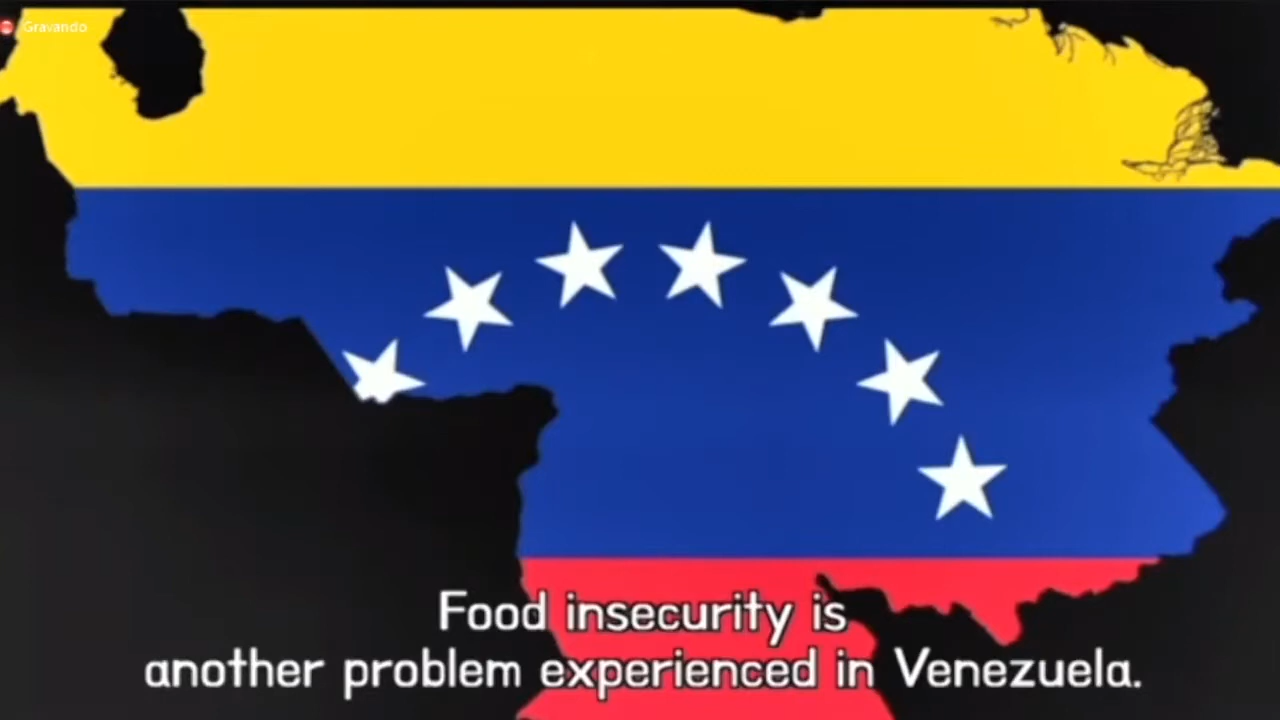 Gravando
Food insecurity is
another problem experienced in Venezuela.